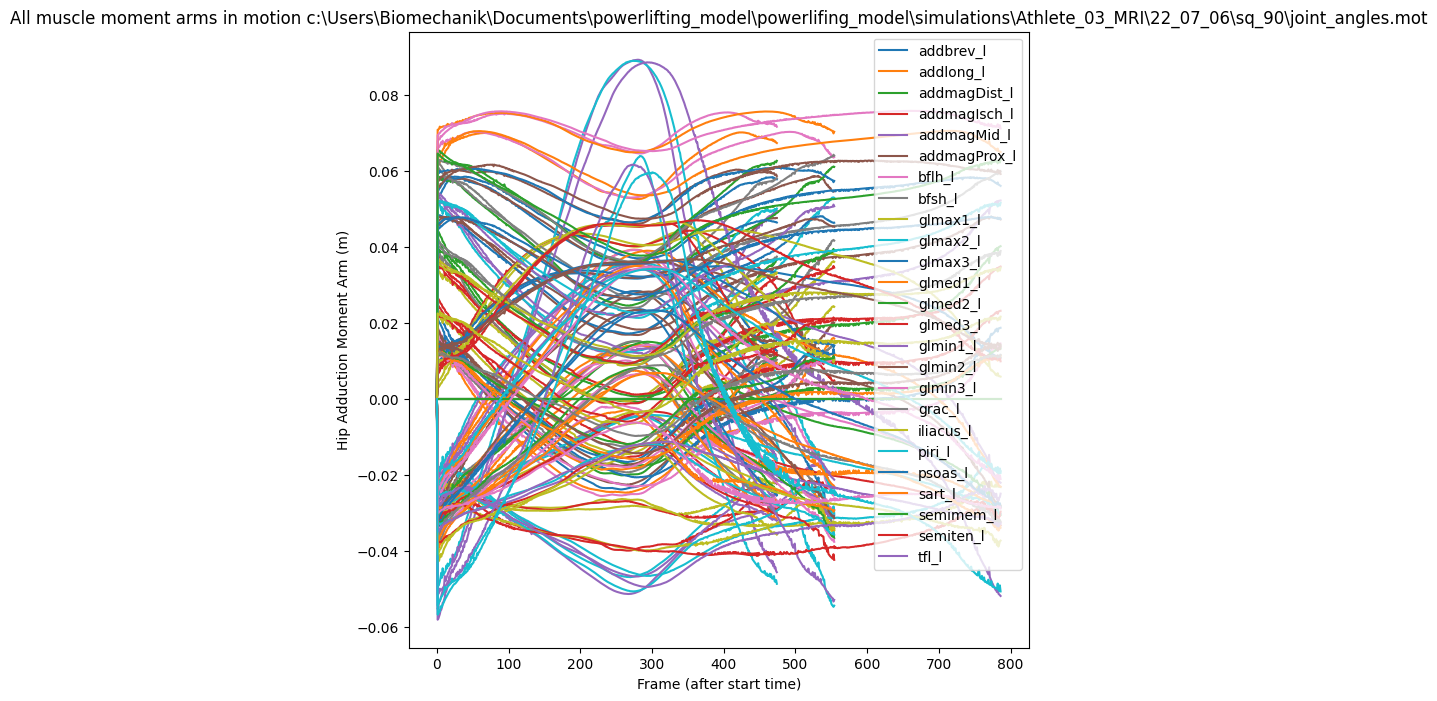 All muscle moment arms in motion c:\Users\Biomechanik\Documents\powerlifting_model\powerlifing_model\simulations\Athlete_03_MRI\22_07_06\sq_90\joint_angles.mot
Hip Adduction Moment Arm (m)
0.08
0.06
0.04
0.02
0.00
−0.02
−0.04
−0.06
0
100
200
300
400
500
600
700
800
Frame (after start time)
addbrev_l
addlong_l
addmagDist_l
addmagIsch_l
addmagMid_l
addmagProx_l
bflh_l
bfsh_l
glmax1_l
glmax2_l
glmax3_l
glmed1_l
glmed2_l
glmed3_l
glmin1_l
glmin2_l
glmin3_l
grac_l
iliacus_l
piri_l
psoas_l
sart_l
semimem_l
semiten_l
tfl_l